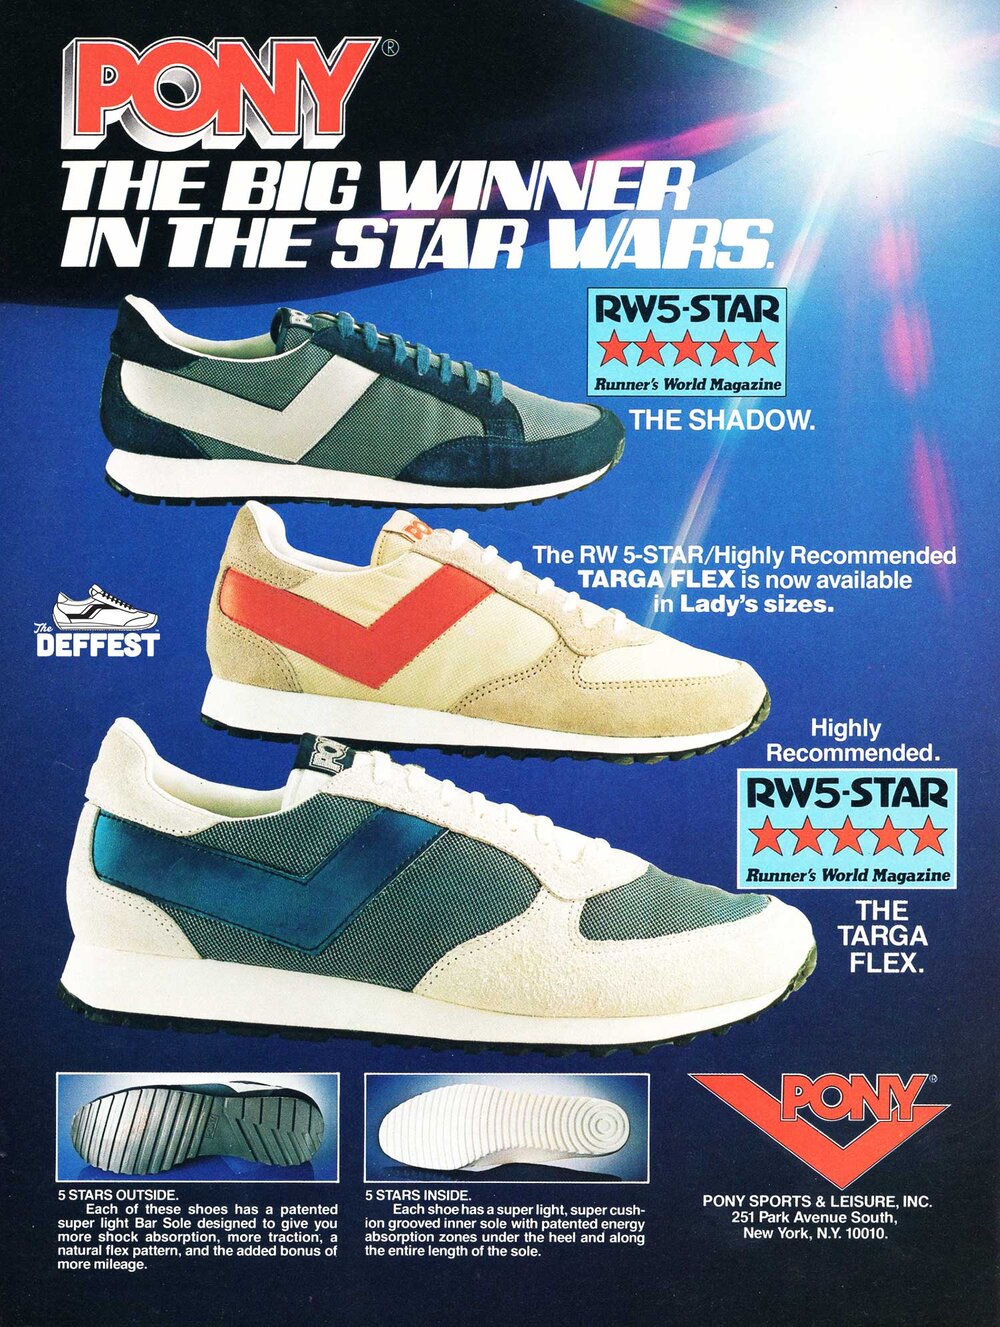 PONY®
THE BIG WINNER
IN THE STAR WARS.
RW5-STAR
Runner's World Magazine
THE SHADOW.
The RW 5-STAR/Highly Recommended
TARGA FLEX is now available
in Lady's sizes.
The
DEFFEST
Highly
Recommended.
RW5-STAR
Runner's World Magazine
THE
TARGA
FLEX.
5 STARS OUTSIDE.
Each of these shoes has a patented
super light Bar Sole designed to give you
more shock absorption, more traction, a
natural flex pattern, and the added bonus of
more mileage.
5 STARS INSIDE.
Each shoe has a super light, super cush-
ion grooved inner sole with patented energy
absorption zones under the heel and along
the entire length of the sole.
PONY®
PONY SPORTS & LEISURE, INC.
251 Park Avenue South,
New York, N.Y. 10010.